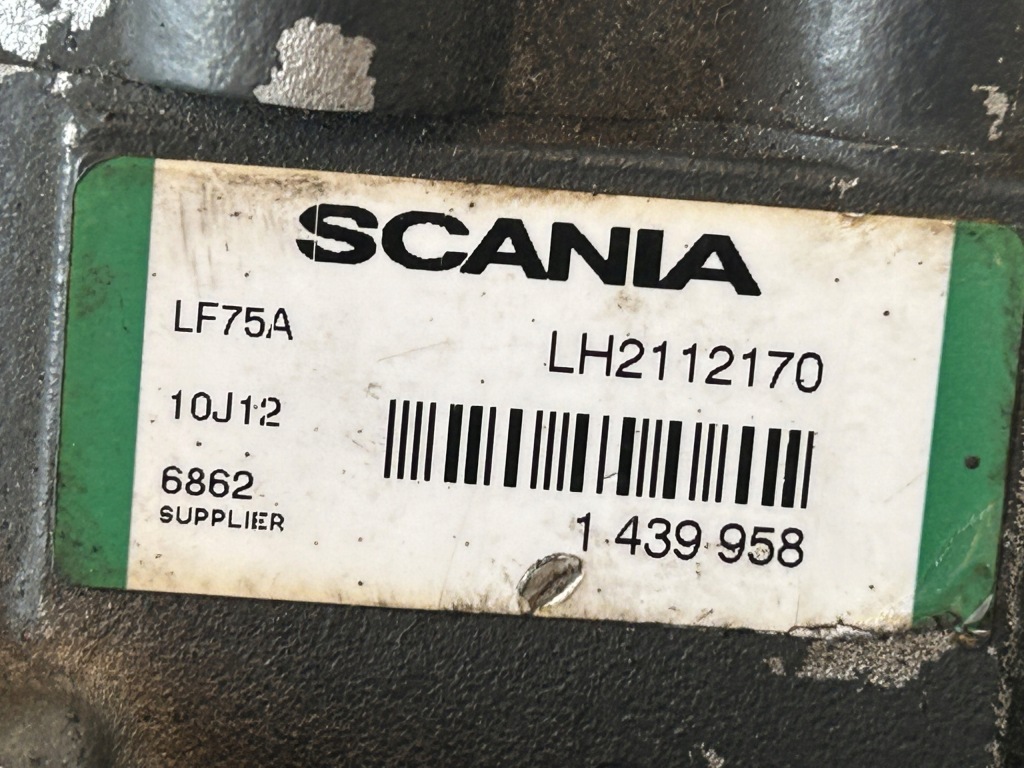 SCANIA
LF75A
LH2112170
10J12
6862
SUPPLIER
1 439 958